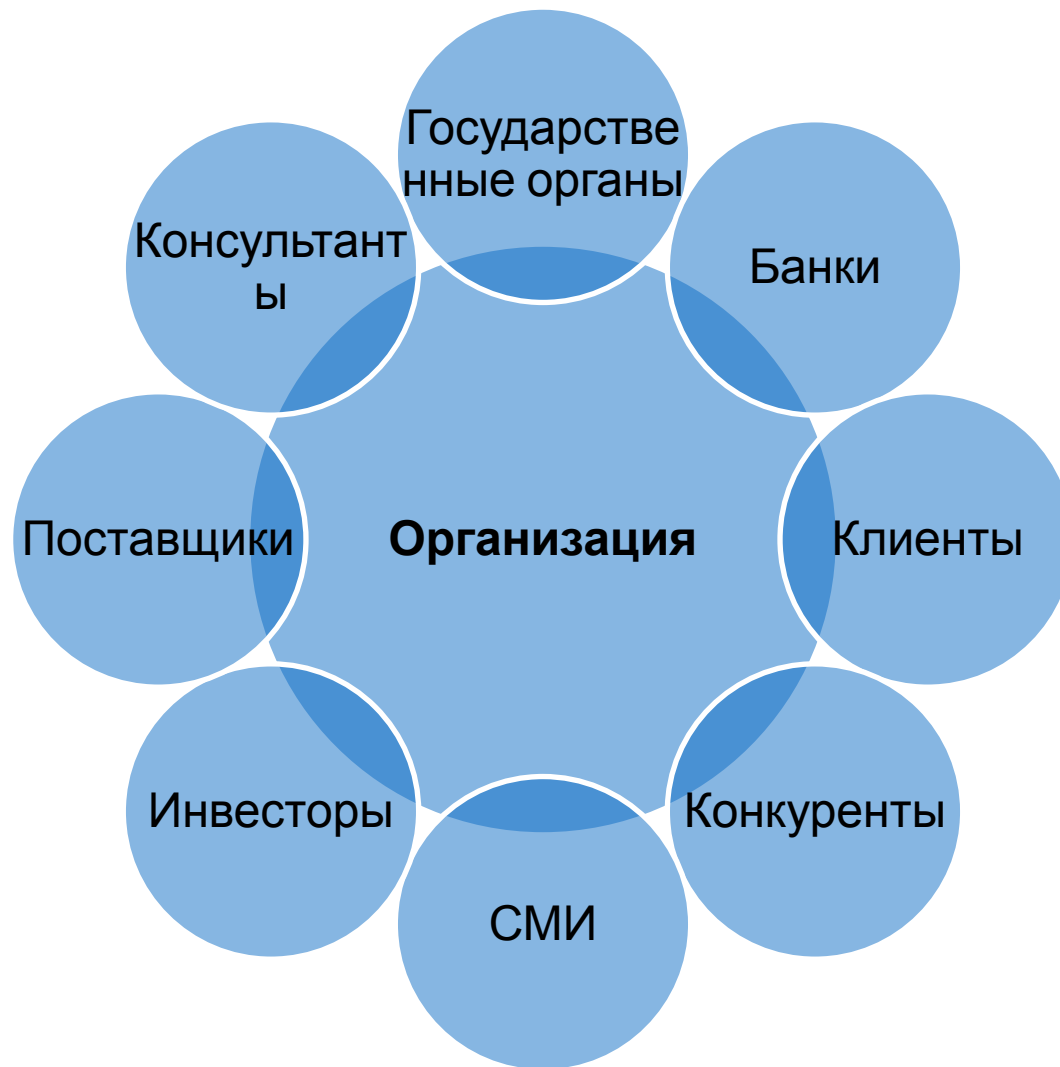 Государстве
нные органы
Консультант
ы
Банки
Поставщики
Организация
Клиенты
Инвесторы
Конкуренты
СМИ